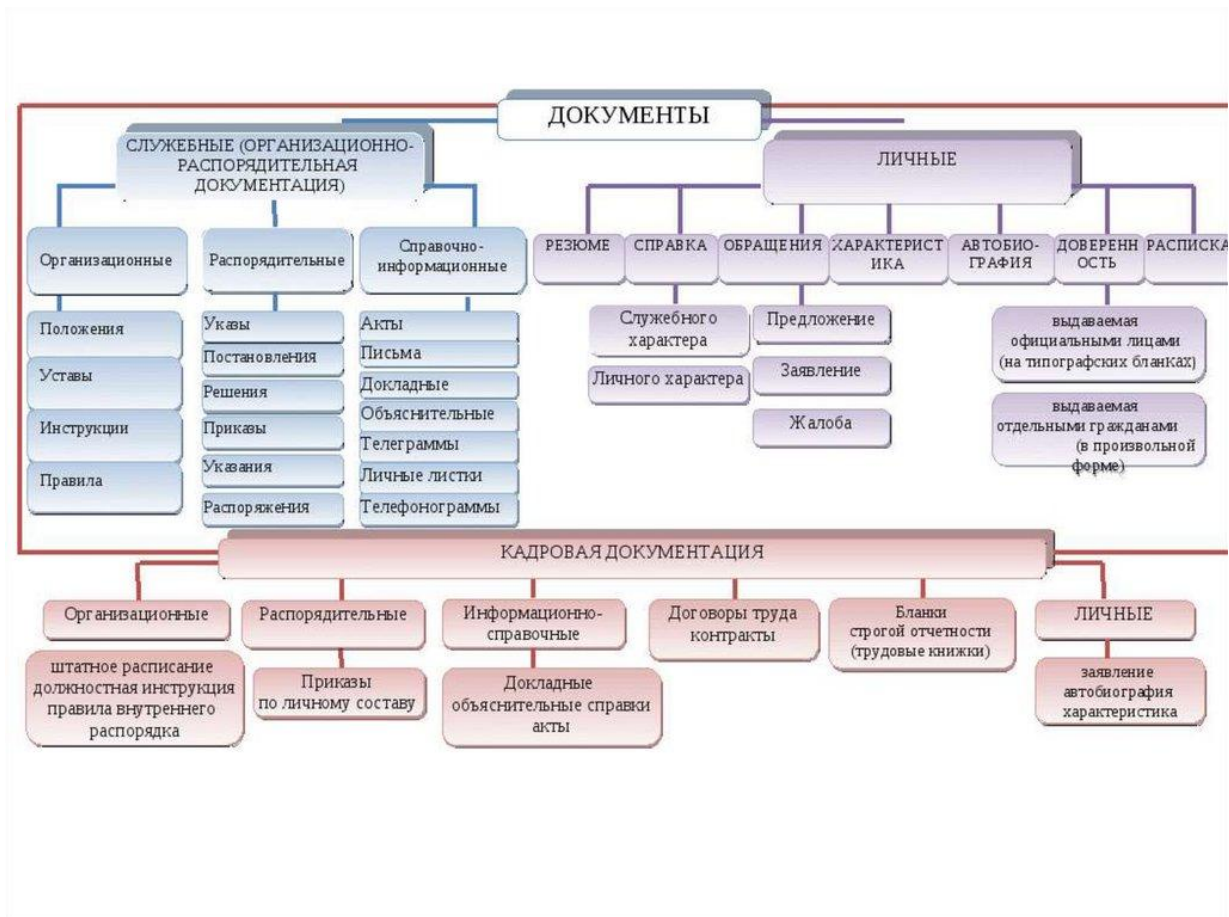 ДОКУМЕНТЫ
СЛУЖЕБНЫЕ (ОРГАНИЗАЦИОННО-
РАСПОРЯДИТЕЛЬНАЯ
ДОКУМЕНТАЦИЯ)
ЛИЧНЫЕ
Организационные
Распорядительные
Справочно-
информационные
РЕЗЮМЕ
СПРАВКА
ОБРАЩЕНИЯ
ХАРАКТЕРИСТ
ИКА
АВТОБИО-
ГРАФИЯ
ДОВЕРЕНН
ОСТЬ
РАСПИСКА
Положения
Уставы
Инструкции
Правила
Указы
Постановления
Решения
Приказы
Указания
Распоряжения
Акты
Письма
Докладные
Объяснительные
Телеграммы
Личные листки
Телефонограммы
Служебного
характера
Личного характера
Предложение
Заявление
Жалоба
выдаваемая
официальными лицами
(на типографских бланках)
выдаваемая
отдельными гражданами
(в произвольной
форме)
КАДРОВАЯ ДОКУМЕНТАЦИЯ
Организационные
штатное расписание
должностная инструкция
правила внутреннего
распорядка
Распорядительные
Приказы
по личному составу
Информационно-
справочные
Докладные
объяснительные справки
акты
Договоры труда
контракты
Бланки
строгой отчетности
(трудовые книжки)
ЛИЧНЫЕ
заявление
автобиография
характеристика